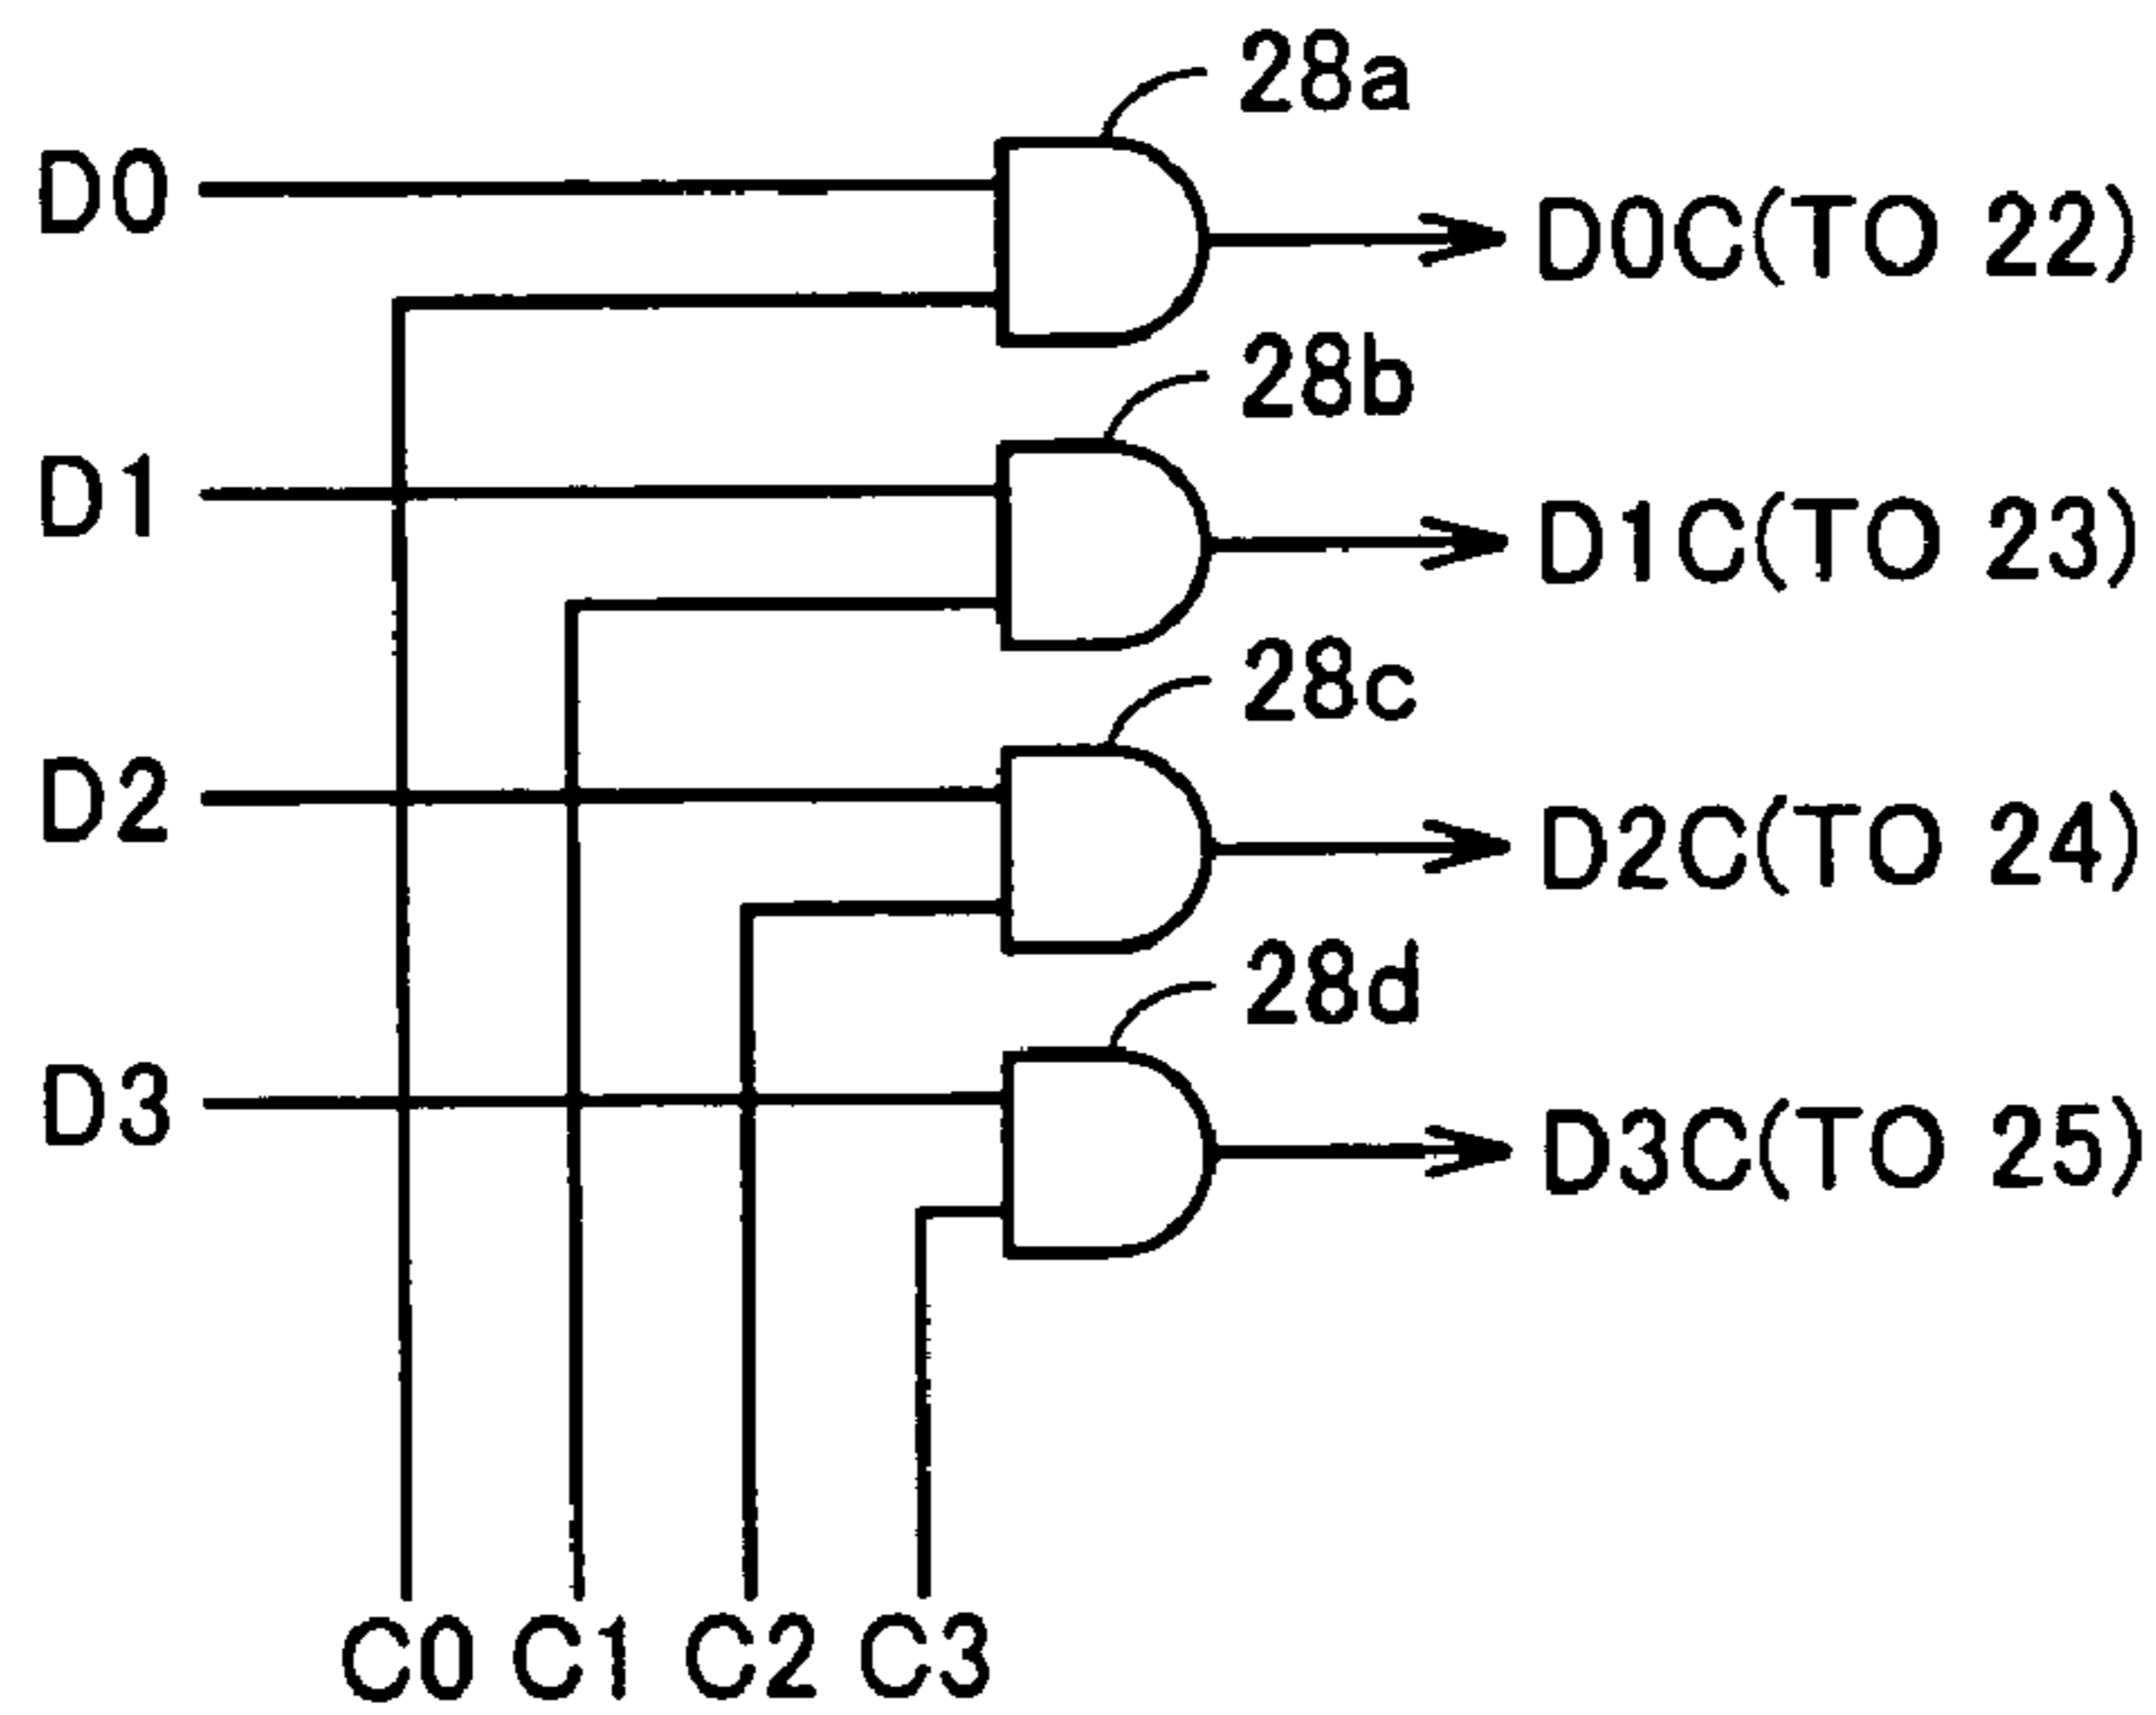 28a
D0
D0C(TO 22)
28b
D1
D1C(TO 23)
28c
D2
D2C(TO 24)
28d
D3
D3C(TO 25)
C0 C1 C2 C3